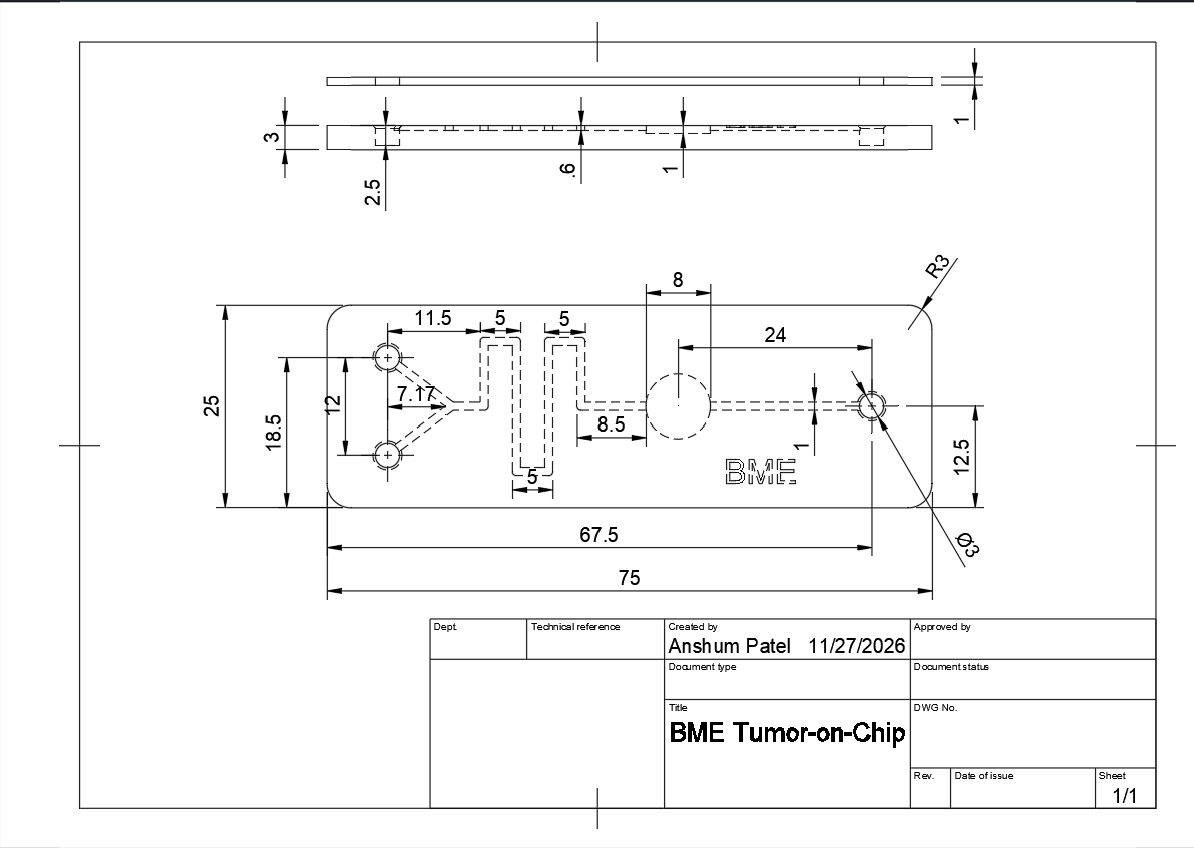 1
3
2.5
.6
1
R3
8
11.5
5
5
24
7.17
12
25
18.5
8.5
1
12.5
5
BME
67.5
Ø3
75
Dept.
Technical reference
Created by
Approved by
Anshum Patel 11/27/2026
Document type
Document status
Title
DWG No.
BME Tumor-on-Chip
Rev.
Date of issue
Sheet
1/1